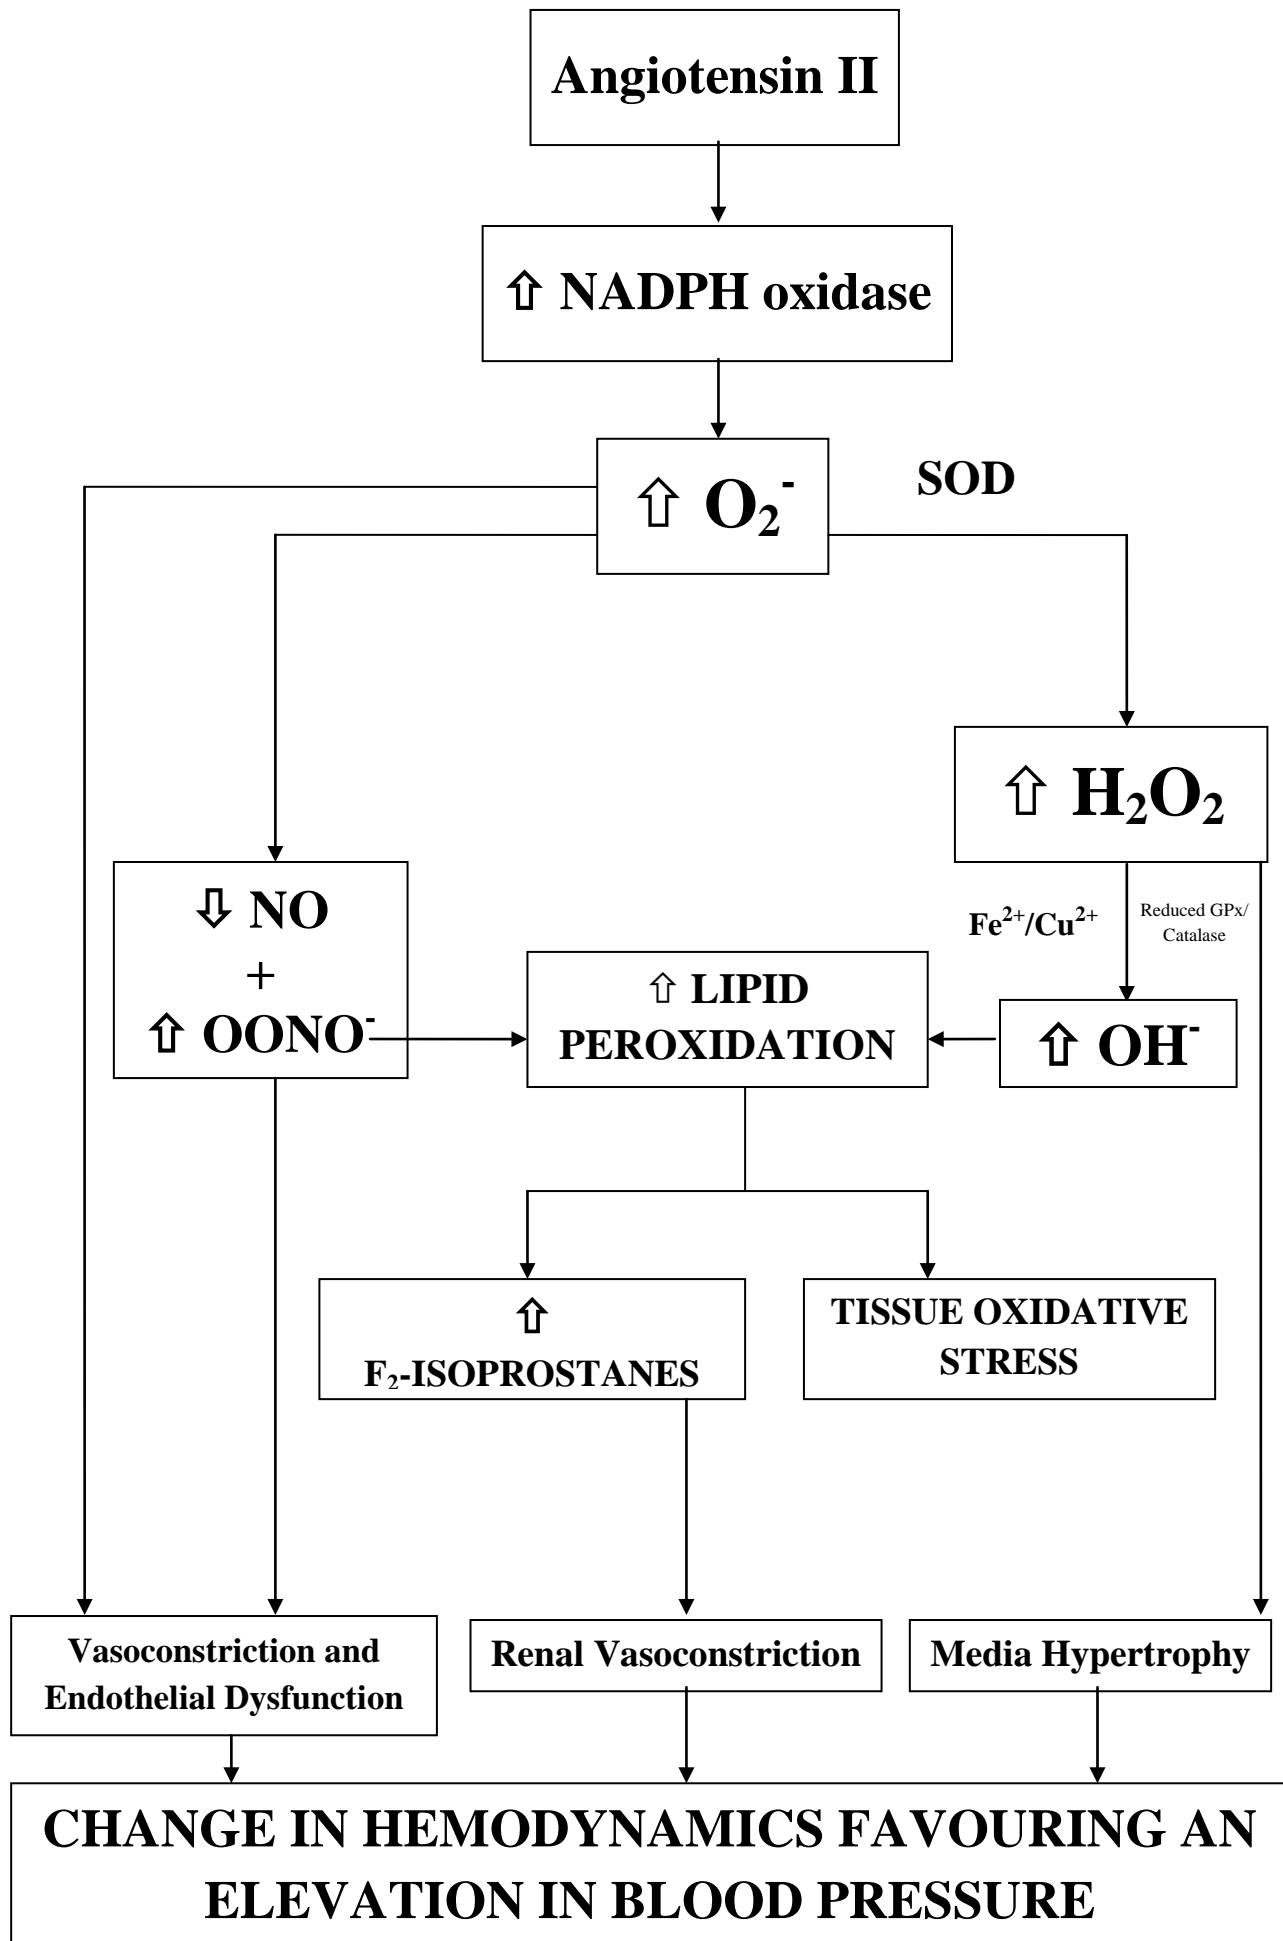 Angiotensin II
⇧ NADPH oxidase
⇧ O₂⁻
SOD
⇧ H₂O₂
⇩ NO
+
⇧ OONO⁻
Fe²⁺/Cu²⁺
Reduced GPx/
Catalase
⇧ LIPID
PEROXIDATION
⇧ OH⁻
⇧
F₂-ISOPROSTANES
TISSUE OXIDATIVE
STRESS
Vasoconstriction and
Endothelial Dysfunction
Renal Vasoconstriction
Media Hypertrophy
CHANGE IN HEMODYNAMICS FAVOURING AN
ELEVATION IN BLOOD PRESSURE